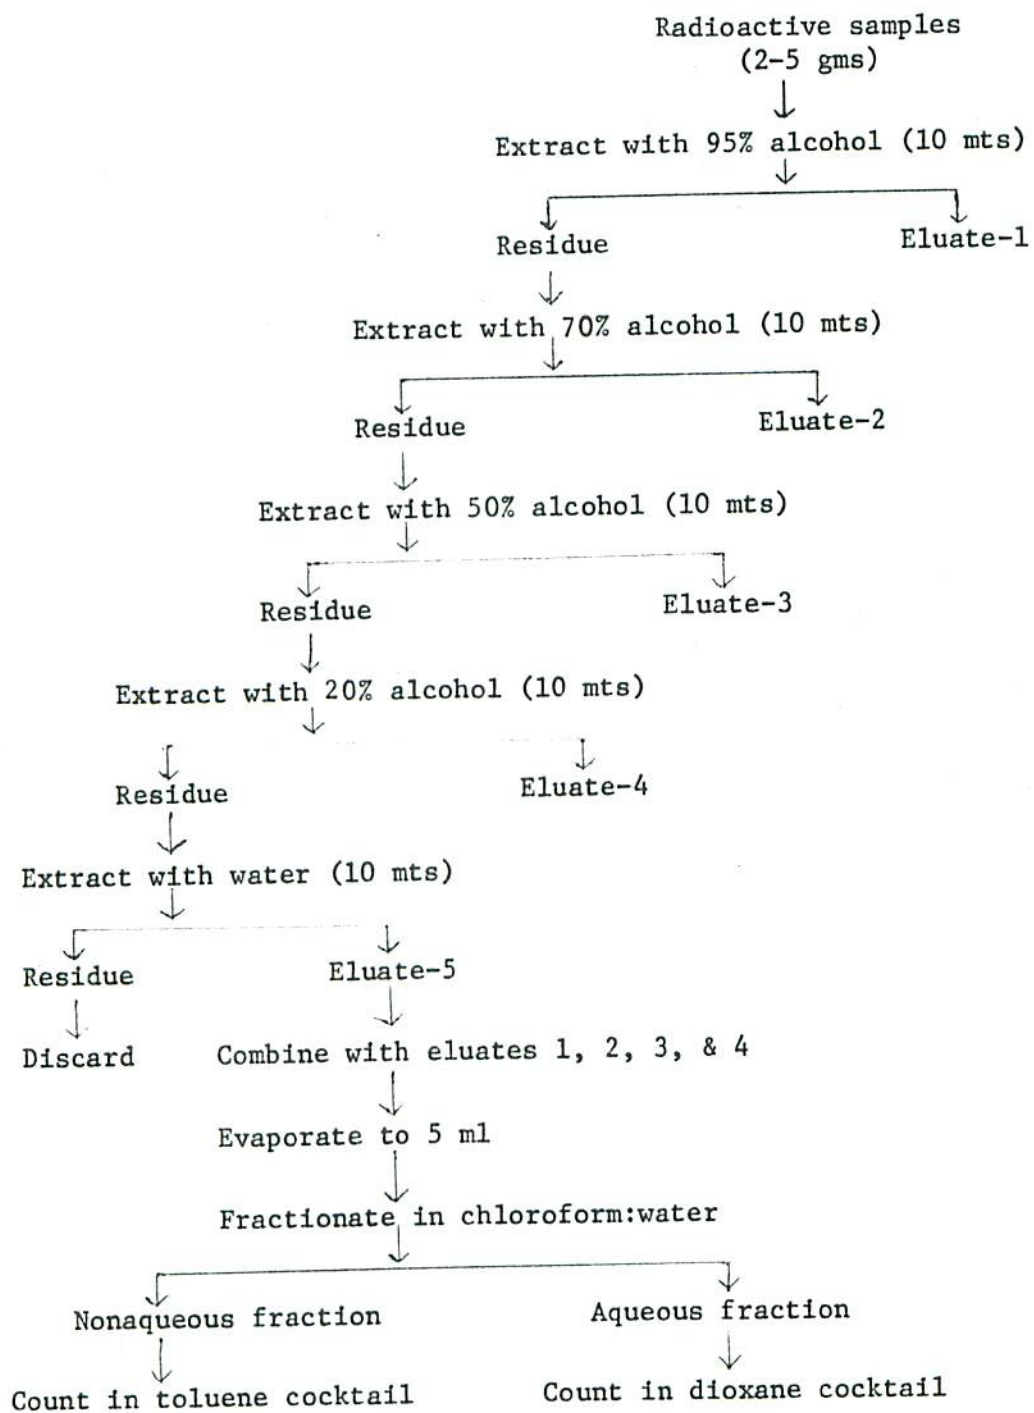 Radioactive samples
(2-5 gms)
Extract with 95% alcohol (10 mts)
Residue
Eluate-1
Extract with 70% alcohol (10 mts)
Residue
Eluate-2
Extract with 50% alcohol (10 mts)
Residue
Eluate-3
Extract with 20% alcohol (10 mts)
Residue
Eluate-4
Extract with water (10 mts)
Residue
Eluate-5
Discard
Combine with eluates 1, 2, 3, & 4
Evaporate to 5 ml
Fractionate in chloroform:water
Nonaqueous fraction
Aqueous fraction
Count in toluene cocktail
Count in dioxane cocktail